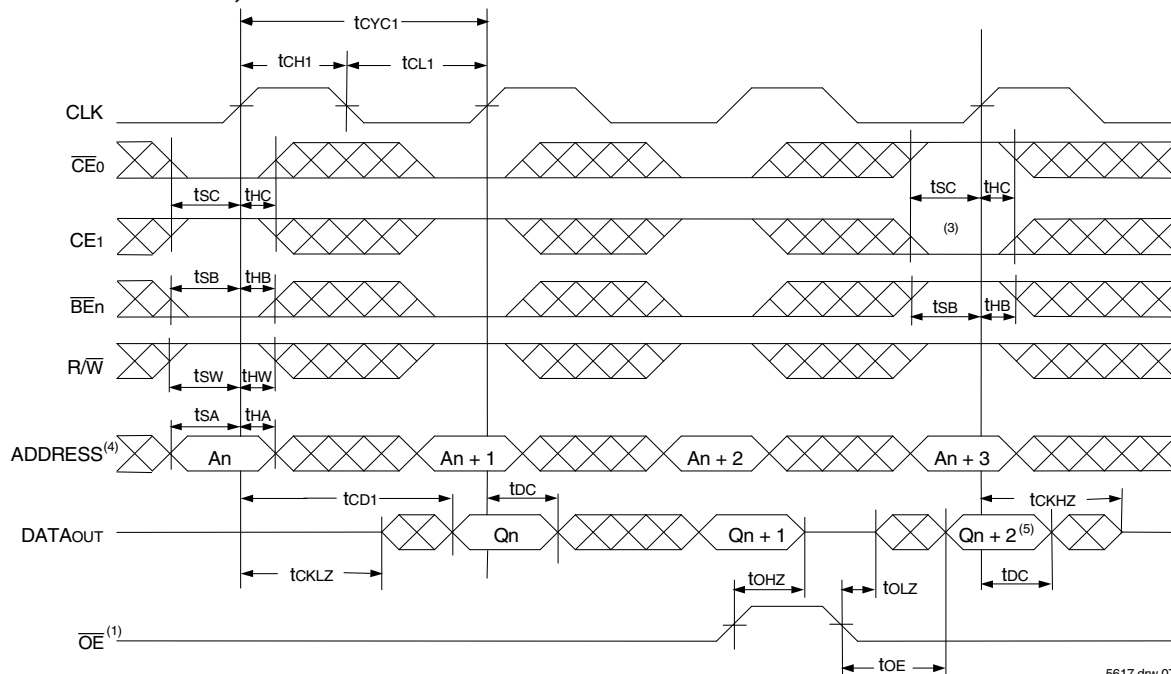 tCYC1
tCH1 tCL1
CLK
CE0
tSC tHC tSC tHC
CE1 (3)
tSB tHB
BEn tSB tHB
R/W
tSW tHW
tSA tHA
ADDRESS(4) An An + 1 An + 2 An + 3
tCD1 tDC tCKHZ
DATAOUT Qn Qn + 1 Qn + 2(5)
tCKLZ tOHZ tOLZ tDC
OE(1)
tOE